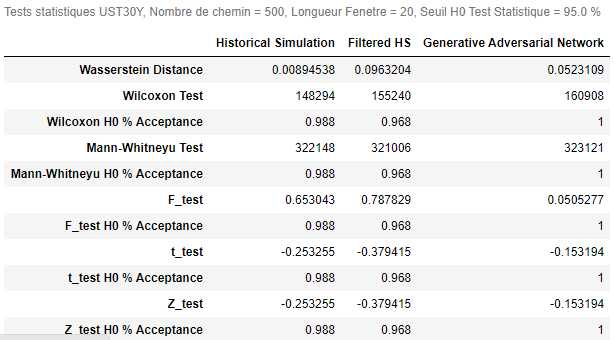 Tests statistiques UST30Y, Nombre de chemin = 500, Longueur Fenetre = 20, Seuil H0 Test Statistique = 95.0 %
Historical Simulation Filtered HS Generative Adversarial Network
Wasserstein Distance 0.00894538 0.0963204 0.0523109
Wilcoxon Test 148294 155240 160908
Wilcoxon H0 % Acceptance 0.988 0.968 1
Mann-Whitneyu Test 322148 321006 323121
Mann-Whitneyu H0 % Acceptance 0.988 0.968 1
F_test 0.653043 0.787829 0.0505277
F_test H0 % Acceptance 0.988 0.968 1
t_test -0.253255 -0.379415 -0.153194
t_test H0 % Acceptance 0.988 0.968 1
Z_test -0.253255 -0.379415 -0.153194
Z_test H0 % Acceptance 0.988 0.968 1